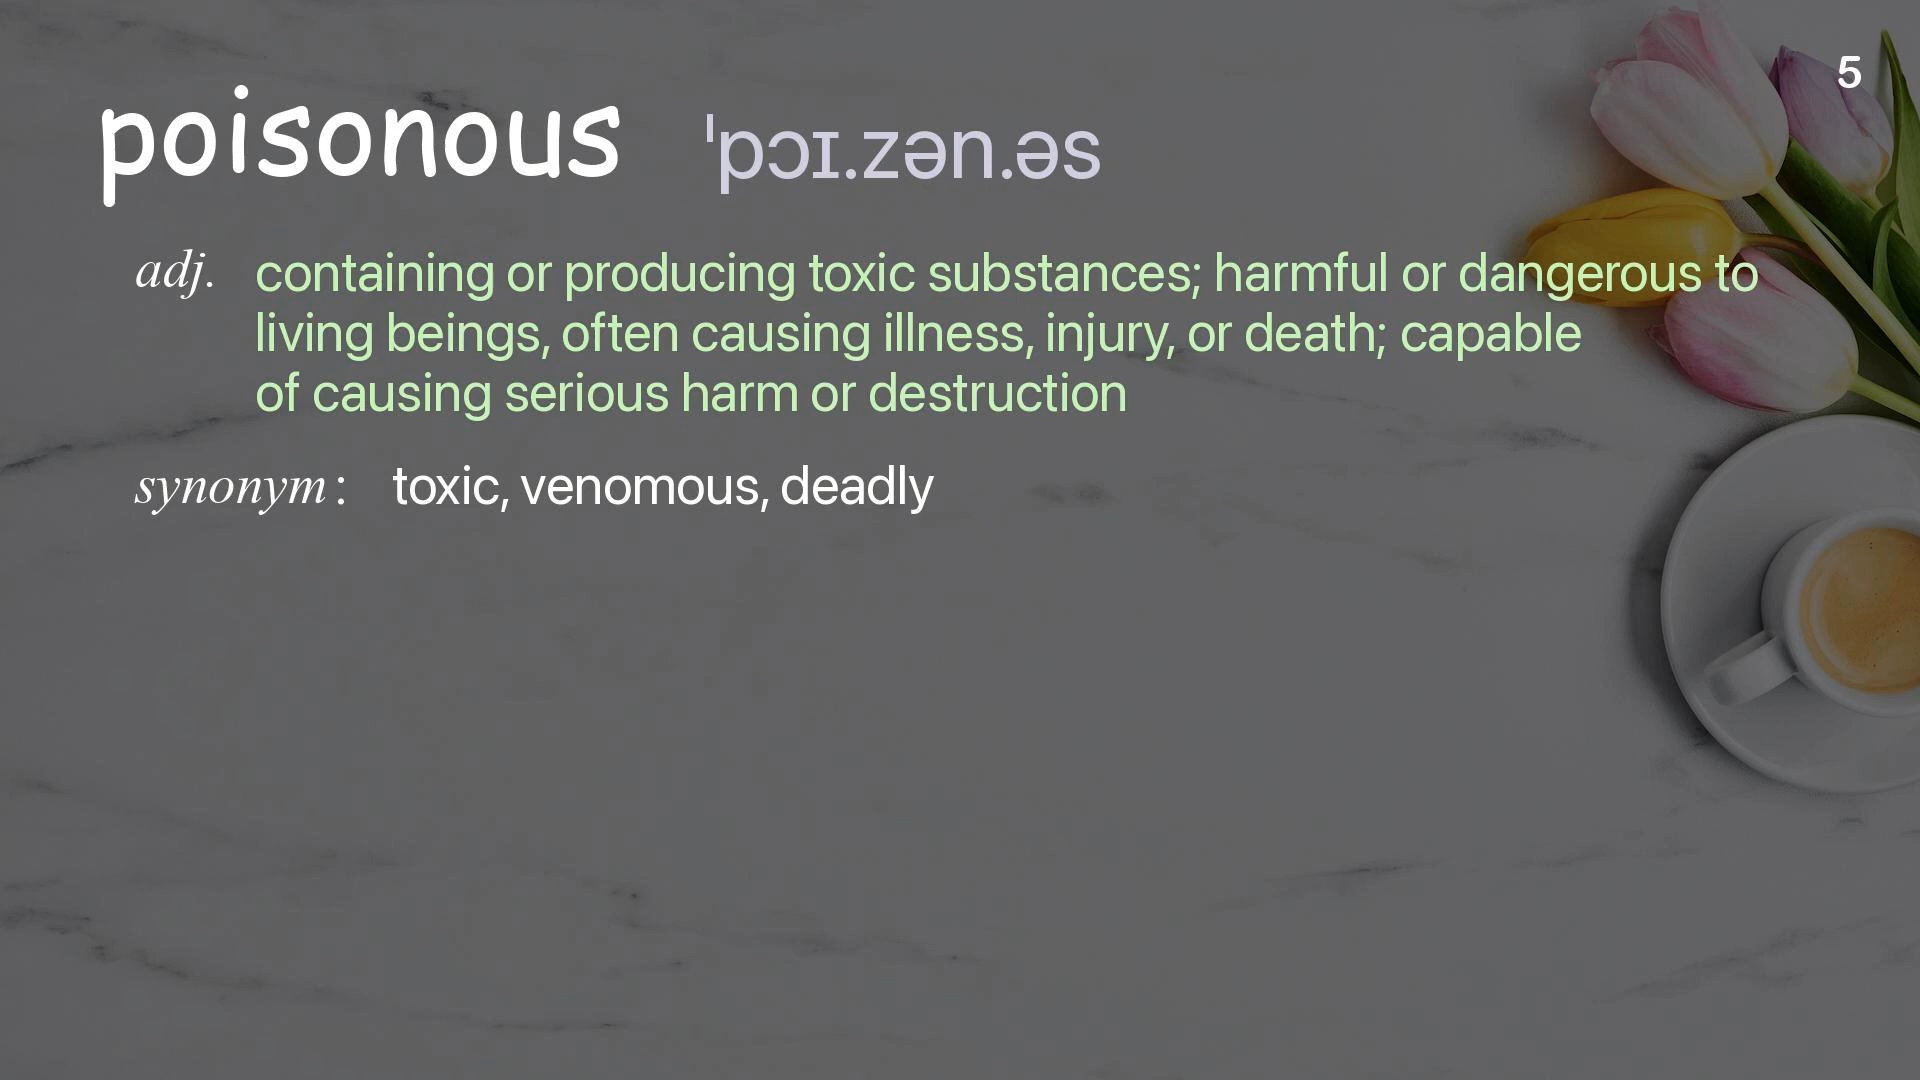 5
poisonous ˈpɔɪ.zən.əs
adj. containing or producing toxic substances; harmful or dangerous to
living beings, often causing illness, injury, or death; capable
of causing serious harm or destruction
synonym : toxic, venomous, deadly